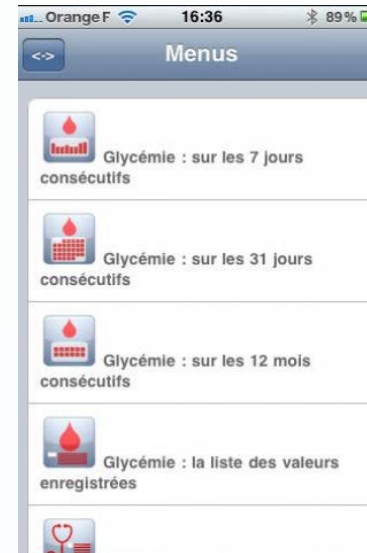 Orange F 16:36 89%
<-> Menus
Glycémie : sur les 7 jours
consécutifs
Glycémie : sur les 31 jours
consécutifs
Glycémie : sur les 12 mois
consécutifs
Glycémie : la liste des valeurs
enregistrées